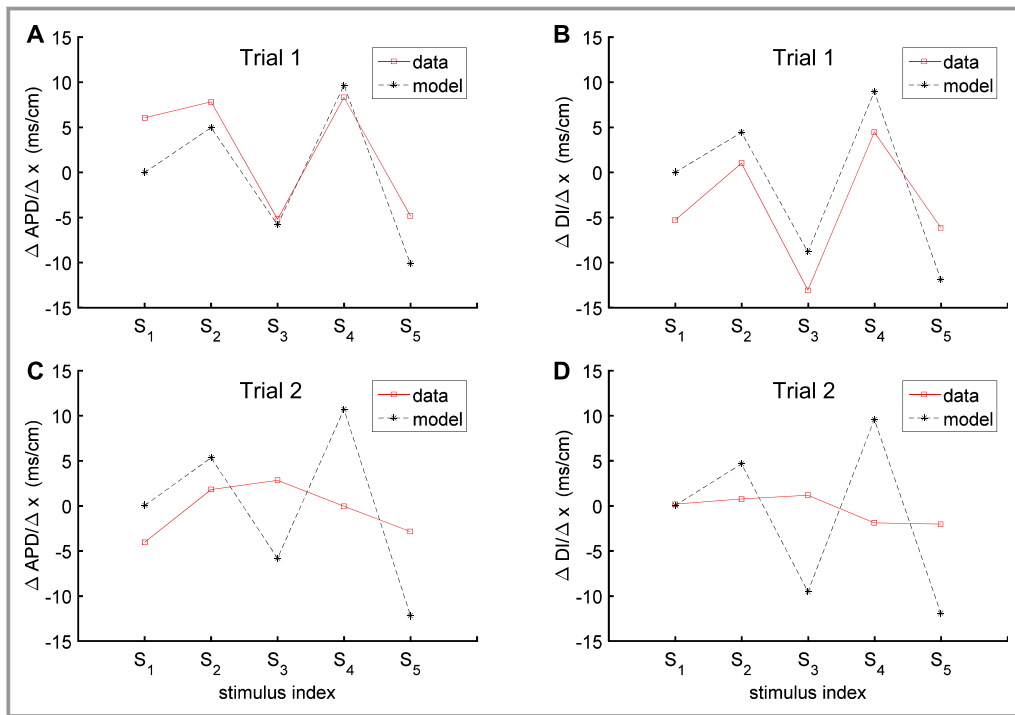 A
Trial 1
data
model
Δ APD/Δ x (ms/cm)
15
10
5
0
-5
-10
-15
S1 S2 S3 S4 S5
B
Trial 1
data
model
Δ DI/Δ x (ms/cm)
15
10
5
0
-5
-10
-15
S1 S2 S3 S4 S5
C
Trial 2
data
model
Δ APD/Δ x (ms/cm)
15
10
5
0
-5
-10
-15
S1 S2 S3 S4 S5
stimulus index
D
Trial 2
data
model
Δ DI/Δ x (ms/cm)
15
10
5
0
-5
-10
-15
S1 S2 S3 S4 S5
stimulus index